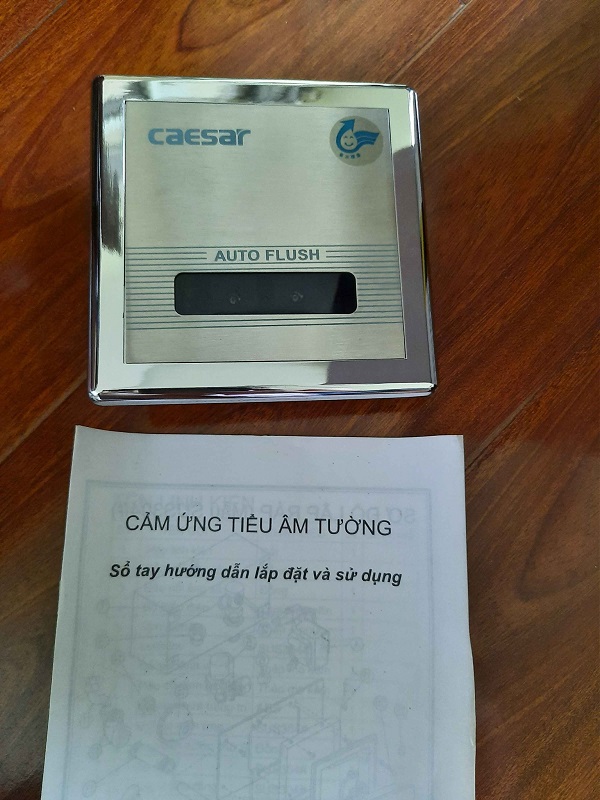 caesar
AUTO FLUSH
CẢM ỨNG TIỂU ÂM TƯỜNG
Sổ tay hướng dẫn lắp đặt và sử dụng